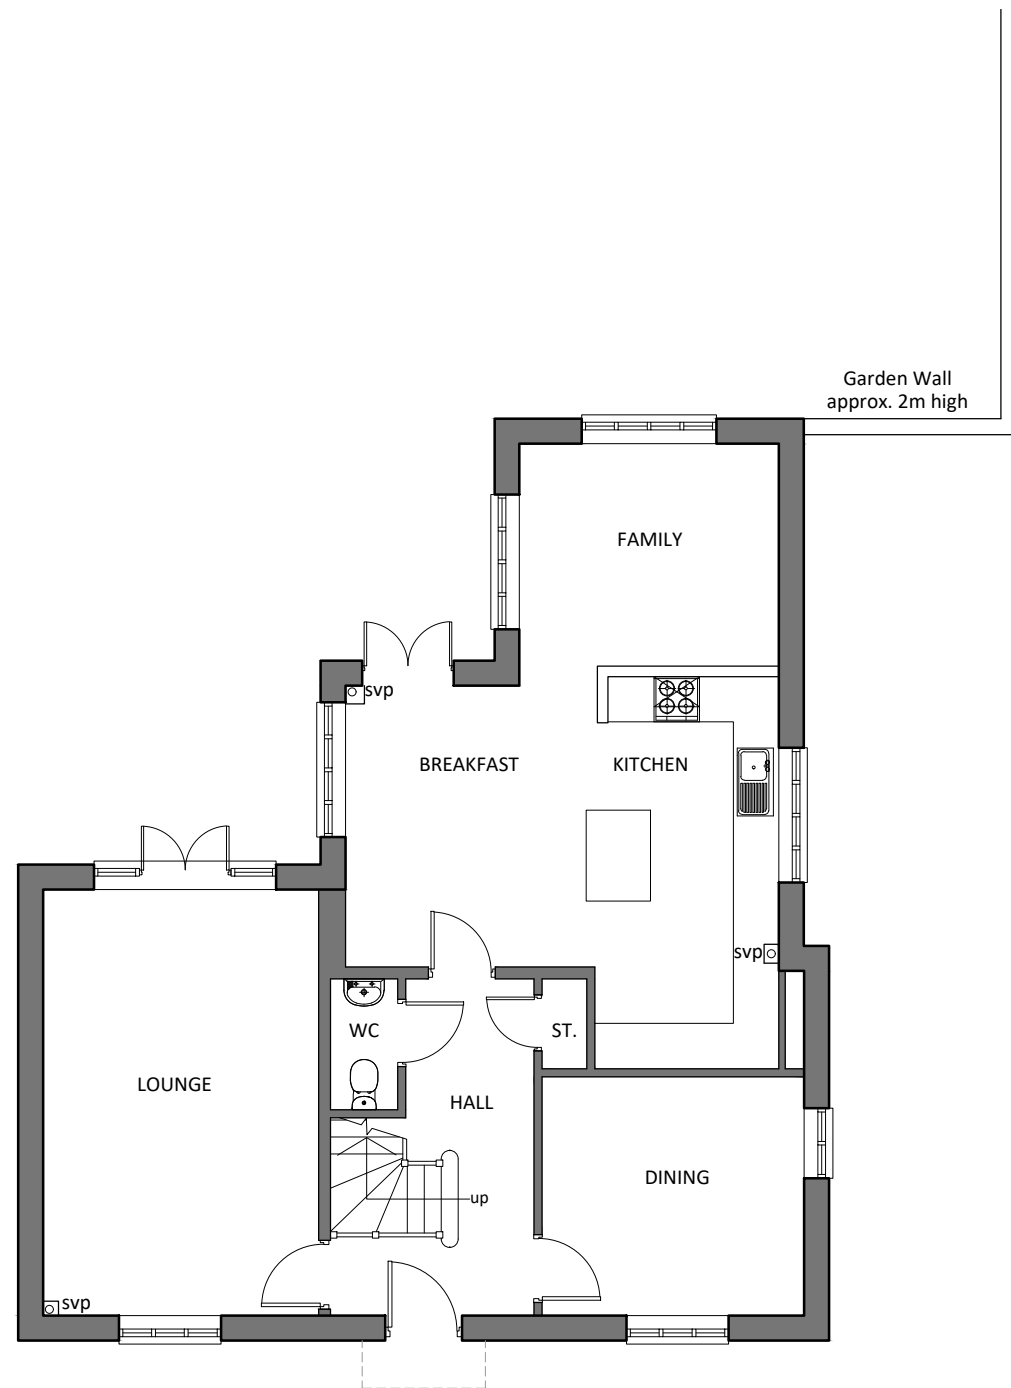 Garden Wall
approx. 2m high
FAMILY
svp
BREAKFAST
KITCHEN
svp
WC
ST.
LOUNGE
HALL
DINING
up
svp